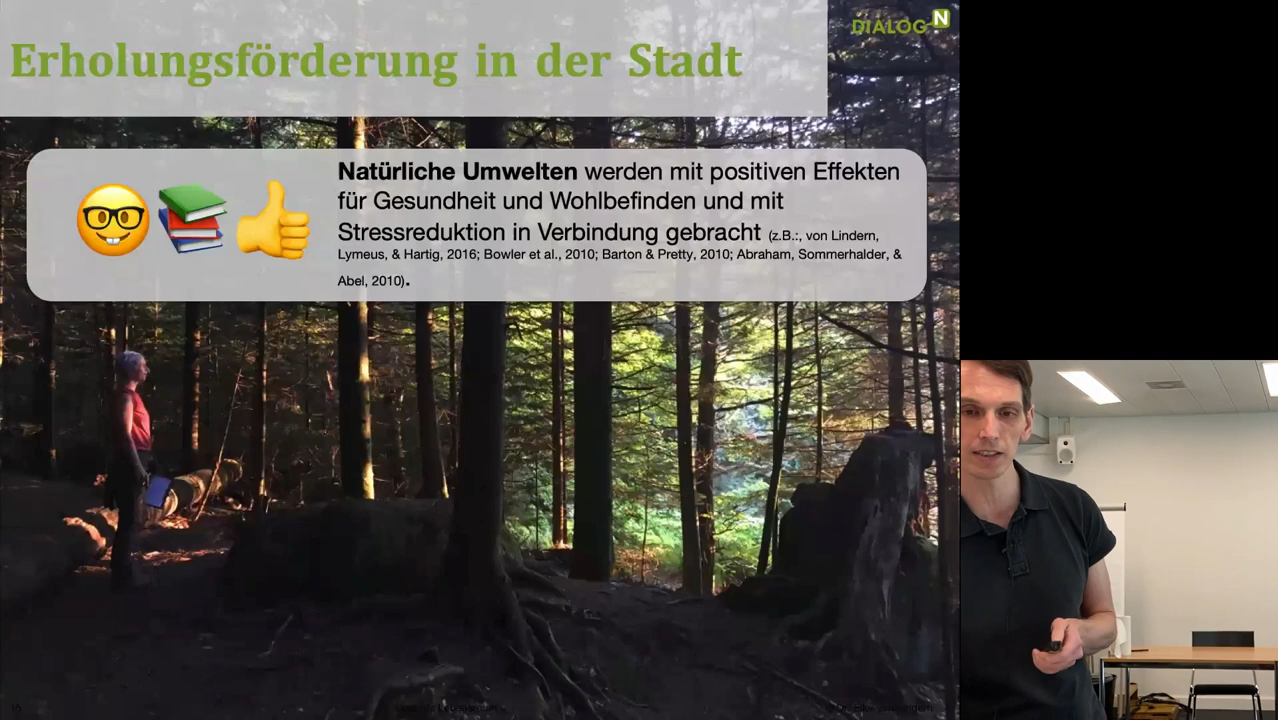 DIALOG N
Erholungsförderung in der Stadt
Natürliche Umwelten werden mit positiven Effekten
für Gesundheit und Wohlbefinden und mit
Stressreduktion in Verbindung gebracht (z.B.:, von Lindern,
Lymeus, & Hartig, 2016; Bowler et al., 2010; Barton & Pretty, 2010; Abraham, Sommerhalder, &
Abel, 2010).